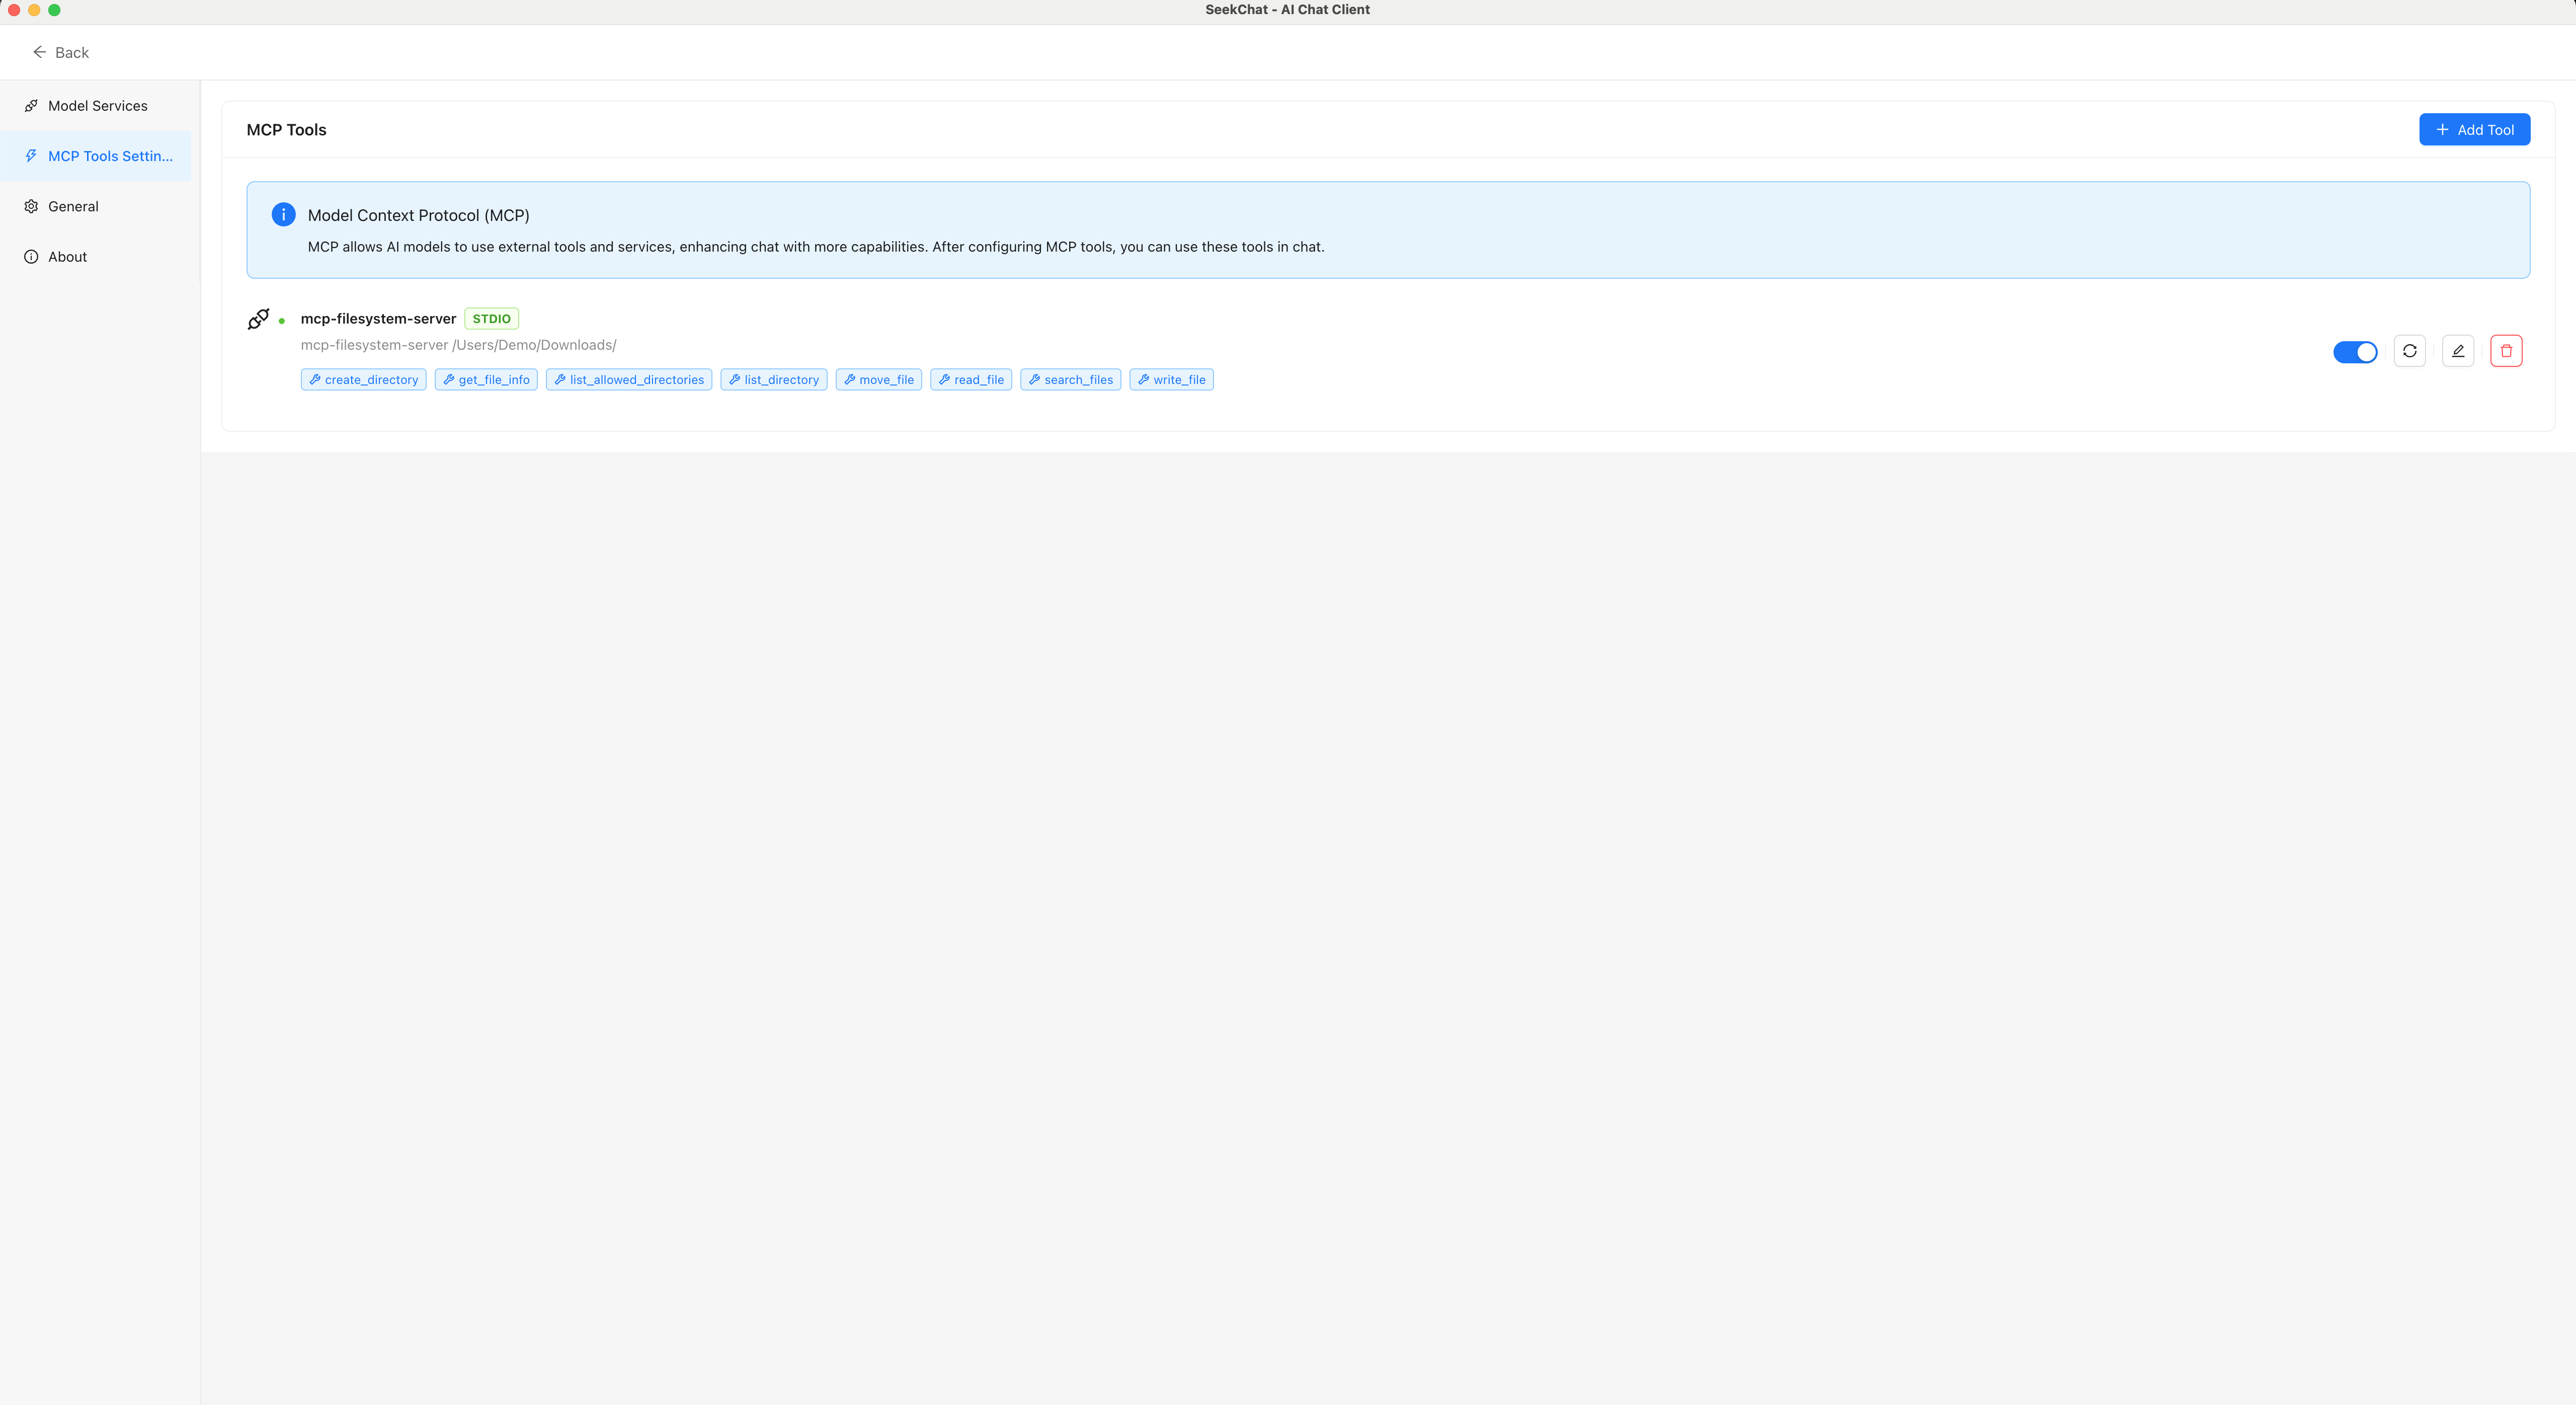 SeekChat - AI Chat Client
Back
Model Services
MCP Tools Settin...
General
About
MCP Tools
Add Tool
Model Context Protocol (MCP)
MCP allows AI models to use external tools and services, enhancing chat with more capabilities. After configuring MCP tools, you can use these tools in chat.
mcp-filesystem-server STDIO
mcp-filesystem-server /Users/Demo/Downloads/
create_directory get_file_info list_allowed_directories list_directory move_file read_file search_files write_file